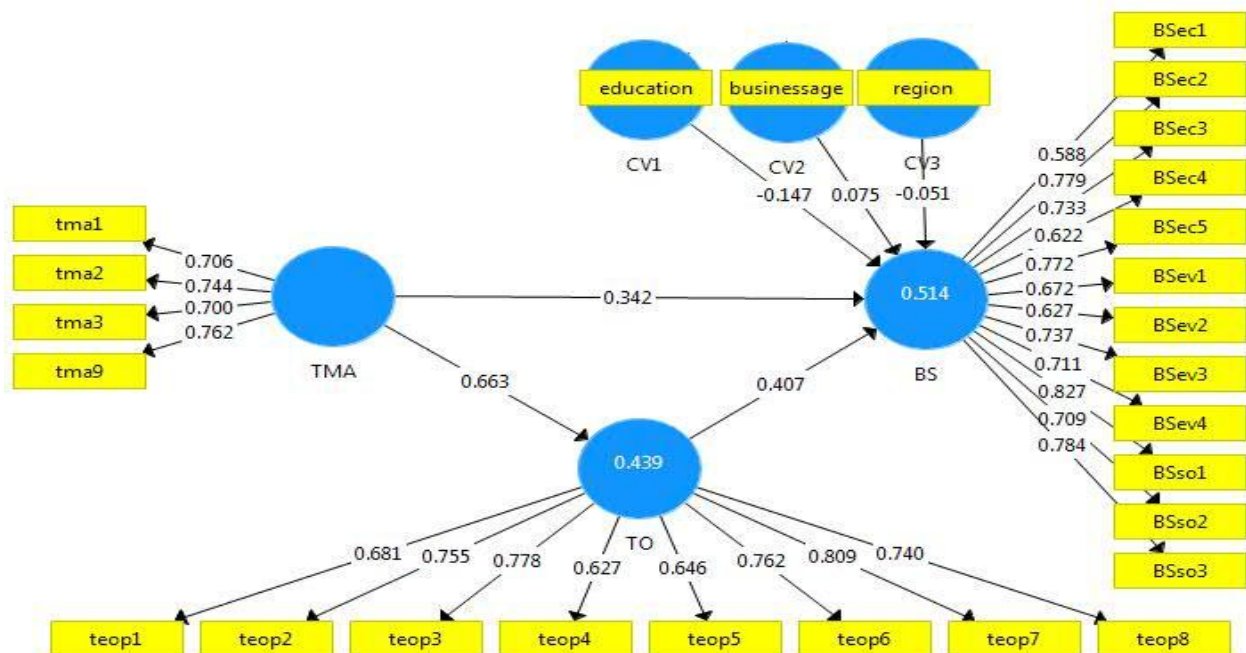 BSec1
BSec2
BSec3
BSec4
BSec5
BSev1
BSev2
BSev3
BSev4
BSso1
BSso2
BSso3
education
businessage
region
CV1
CV2
CV3
-0.147
0.075
-0.051
0.588
0.779
0.733
0.622
0.772
0.672
0.627
0.737
0.711
0.827
0.709
0.784
tma1
tma2
tma3
tma9
0.706
0.744
0.700
0.762
TMA
0.342
0.514
BS
0.663
0.407
0.439
TO
0.681
0.755
0.778
0.627
0.646
0.762
0.809
0.740
teop1
teop2
teop3
teop4
teop5
teop6
teop7
teop8